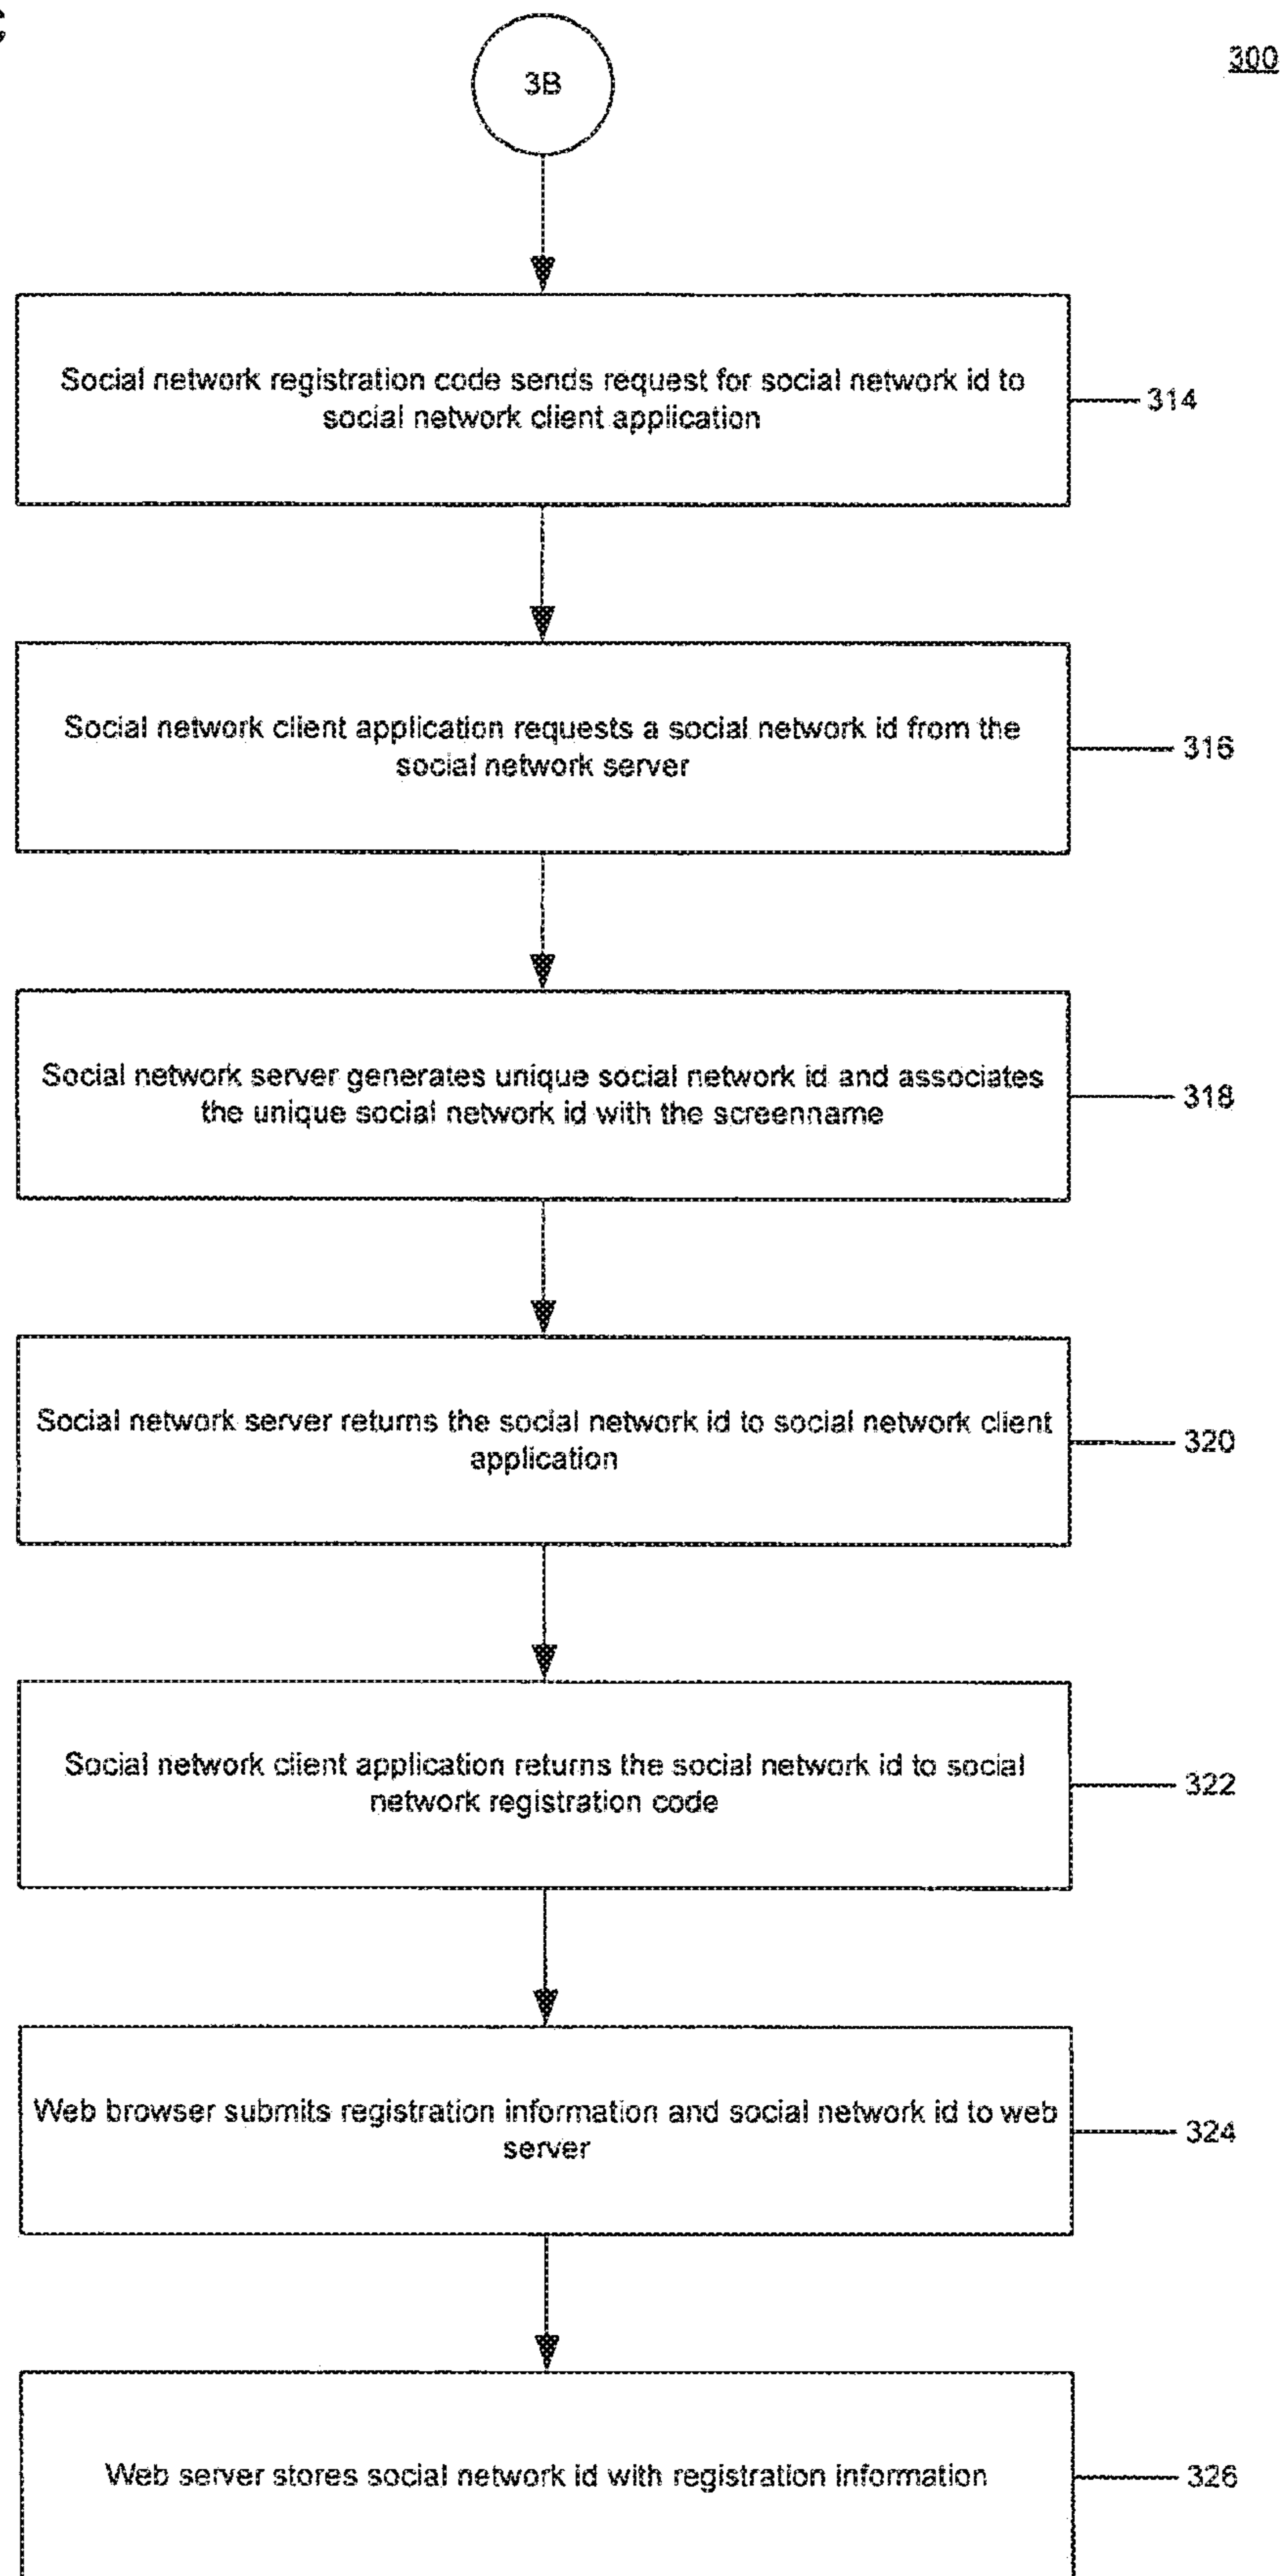 300
3B
Social network registration code sends request for social network id to
social network client application
314
Social network client application requests a social network id from the
social network server
316
Social network server generates unique social network id and associates
the unique social network id with the screenname
318
Social network server returns the social network id to social network client
application
320
Social network client application returns the social network id to social
network registration code
322
Web browser submits registration information and social network id to web
server
324
Web server stores social network id with registration information
326